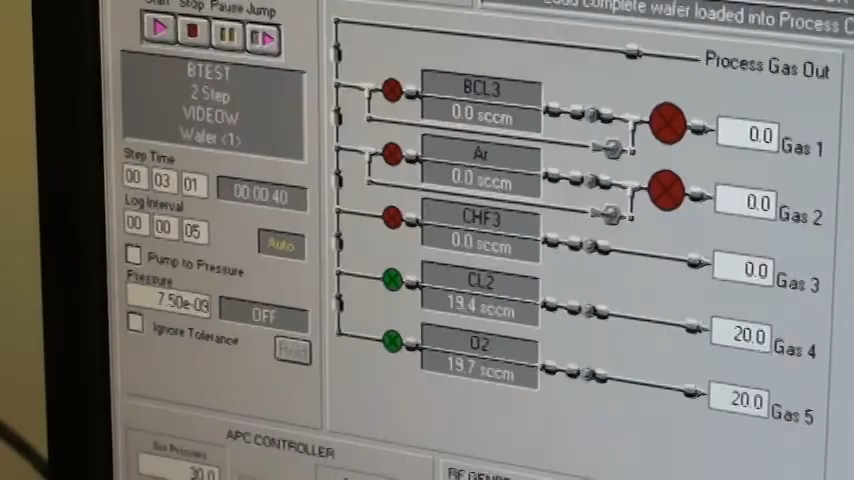 Stop Pause Jump
complete wafer loaded into Process
BTEST
2 Step
VIDEOW
Wafer <1>
Step Time
00 03 01 00:00:40
Log Interval
00 00 05
Auto
Pump to Pressure
Pressure
7.50e-03 OFF
Ignore Tolerance
Hold
Process Gas Out
BCL3
0.0 sccm
0.0 Gas 1
Ar
0.0 sccm
0.0 Gas 2
CHF3
0.0 sccm
0.0 Gas 3
CL2
19.4 sccm
20.0 Gas 4
O2
19.7 sccm
20.0 Gas 5
APC CONTROLLER
30.0